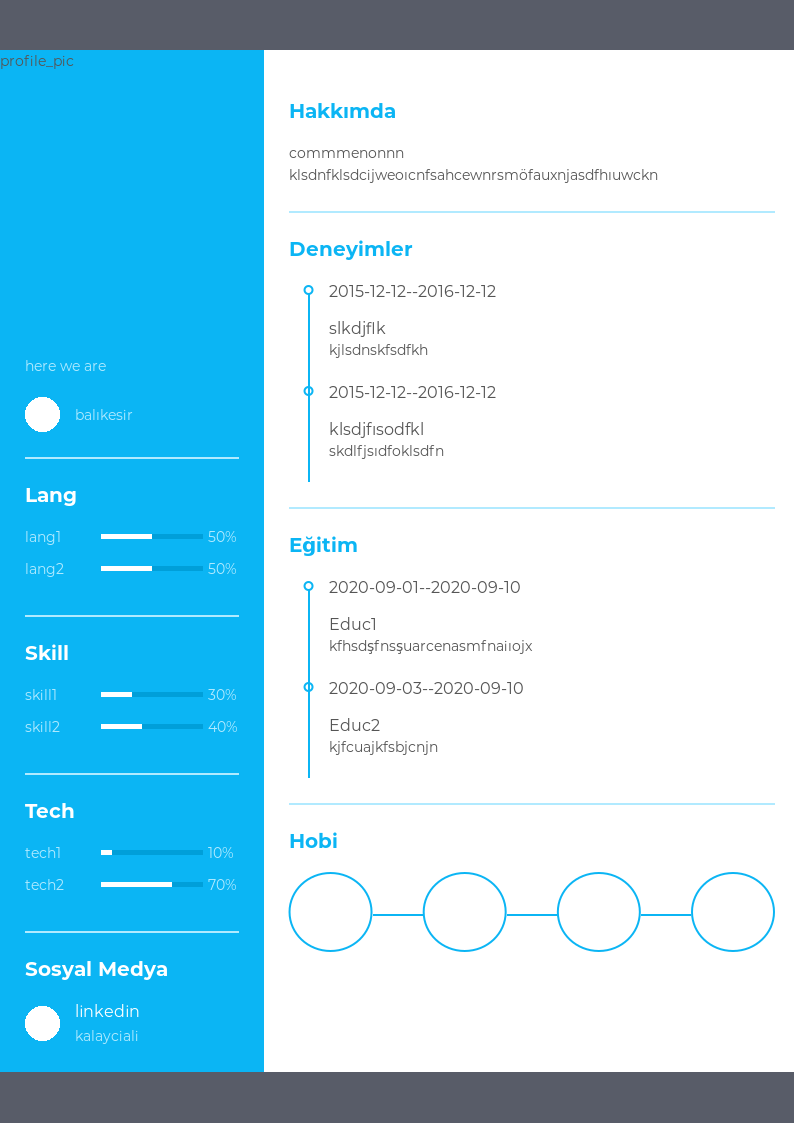 profile_pic
here we are
balıkesir
Lang
lang1 50%
lang2 50%
Skill
skill1 30%
skill2 40%
Tech
tech1 10%
tech2 70%
Sosyal Medya
linkedin
kalayciali
Hakkımda
commmenonnn
klsdnfklsdcijweoıcnfsahcewnrsmöfauxnjasdfhıuwckn
Deneyimler
2015-12-12--2016-12-12
slkdjflk
kjlsdnskfsdfkh
2015-12-12--2016-12-12
klsdjfısodfkl
skdlfjsıdfoklsdfn
Eğitim
2020-09-01--2020-09-10
Educ1
kfhsdşfnsşuarcenasmfnaiıojx
2020-09-03--2020-09-10
Educ2
kjfcuajkfsbjcnjn
Hobi